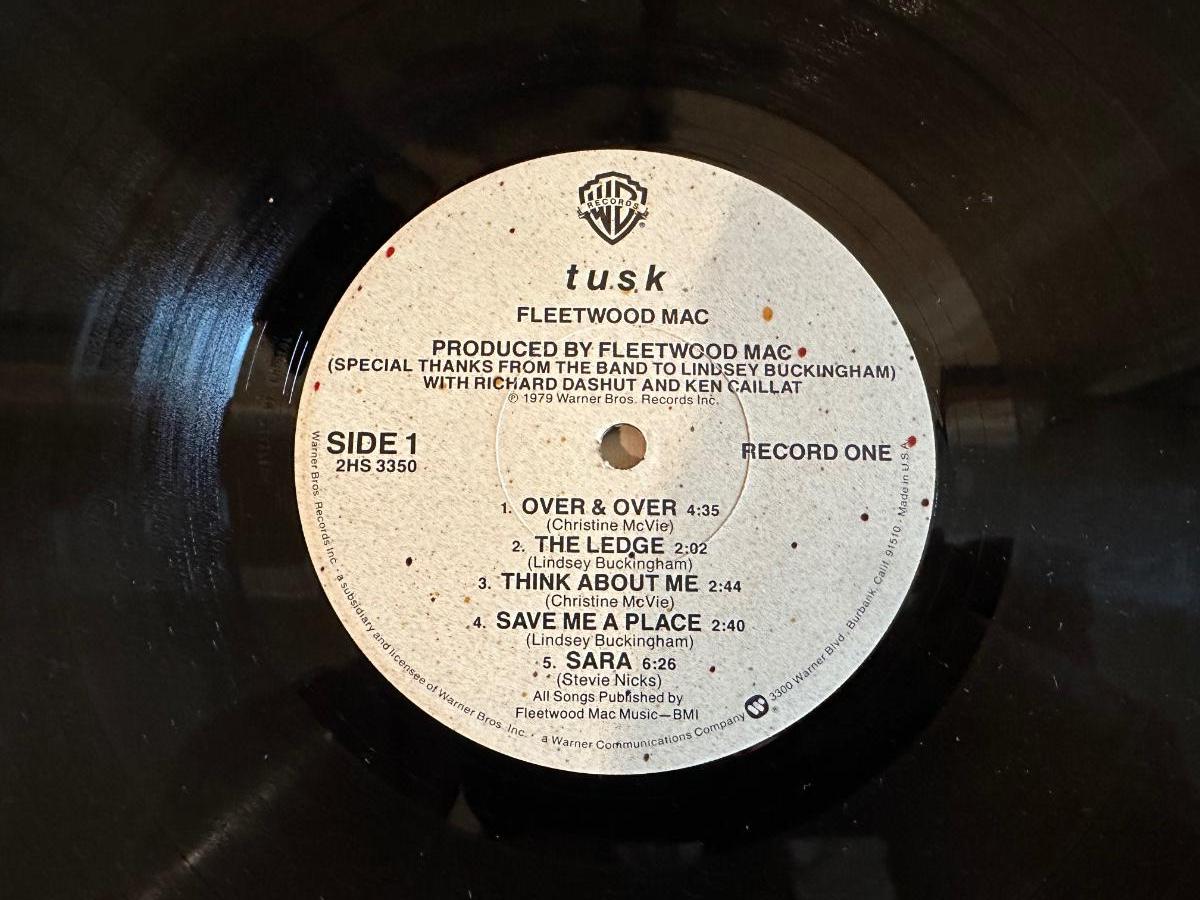 RECORDS
®
tusk
FLEETWOOD MAC
PRODUCED BY FLEETWOOD MAC
(SPECIAL THANKS FROM THE BAND TO LINDSEY BUCKINGHAM)
WITH RICHARD DASHUT AND KEN CAILLAT
℗ 1979 Warner Bros. Records Inc.
SIDE 1
2HS 3350
RECORD ONE
1. OVER & OVER 4:35
(Christine McVie)
2. THE LEDGE 2:02
(Lindsey Buckingham)
3. THINK ABOUT ME 2:44
(Christine McVie)
4. SAVE ME A PLACE 2:40
(Lindsey Buckingham)
5. SARA 6:26
(Stevie Nicks)
All Songs Published by
Fleetwood Mac Music—BMI
Warner Bros. Records Inc. · a subsidiary and licensee of Warner Bros. Inc. · a Warner Communications Company ® 3300 Warner Blvd., Burbank, Calif. 91510 · Made in U.S.A.